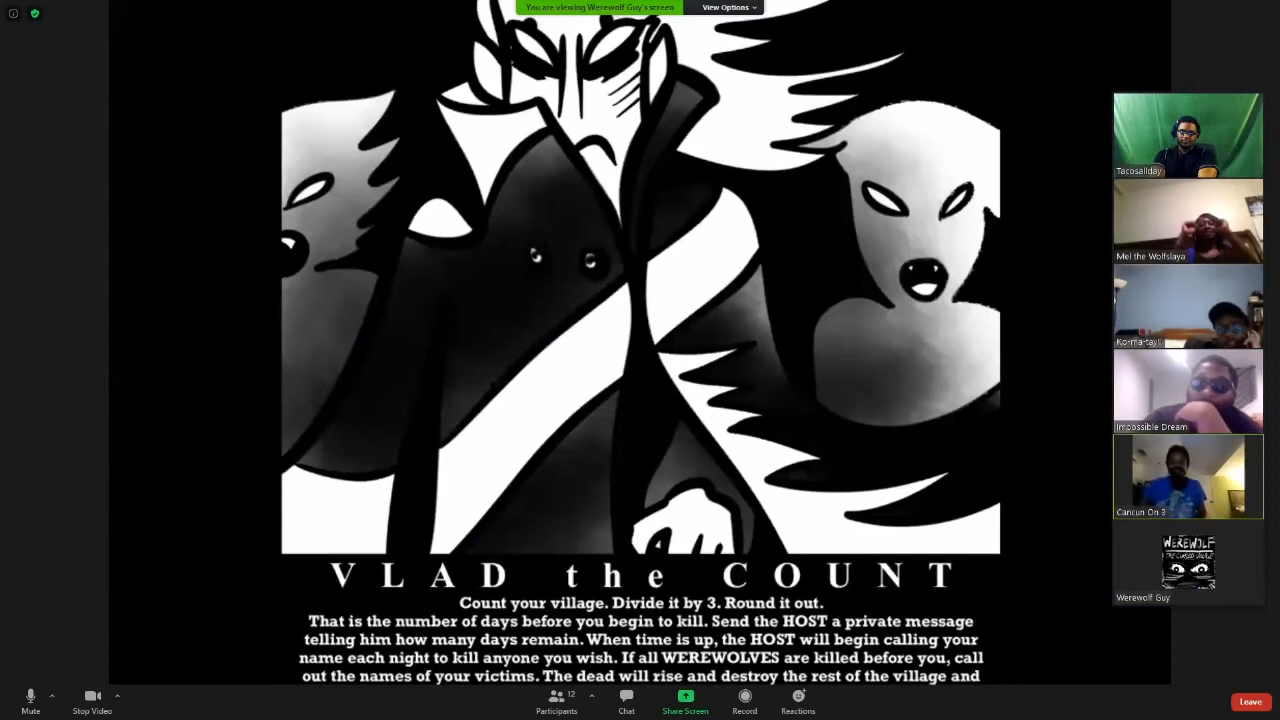 You are viewing Werewolf Guy's screen
View Options
Tacosallday
Mel the Wolfslaya
Impossible Dream
Cancun On 3
WEREWOLF
THE CURSED VILLAGE
Werewolf Guy
VLAD the COUNT
Count your village. Divide it by 3. Round it out.
That is the number of days before you begin to kill. Send the HOST a private message
telling him how many days remain. When time is up, the HOST will begin calling your
name each night to kill anyone you wish. If all WEREWOLVES are killed before you, call
out the names of your victims. The dead will rise and destroy the rest of the village and
Mute
Stop Video
Participants
12
Chat
Share Screen
Record
Reactions
Leave